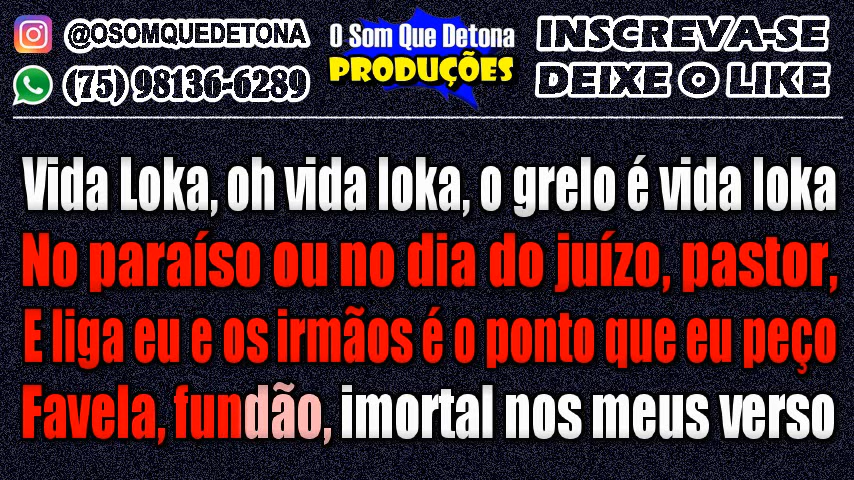 @OSOMQUEDETONA
(75) 98136-6289
O Som Que Detona
PRODUÇÕES
INSCREVA-SE
DEIXE O LIKE
Vida Loka, oh vida loka, o grelo é vida loka
No paraíso ou no dia do juízo, pastor,
E liga eu e os irmãos é o ponto que eu peço
Favela, fundão, imortal nos meus verso